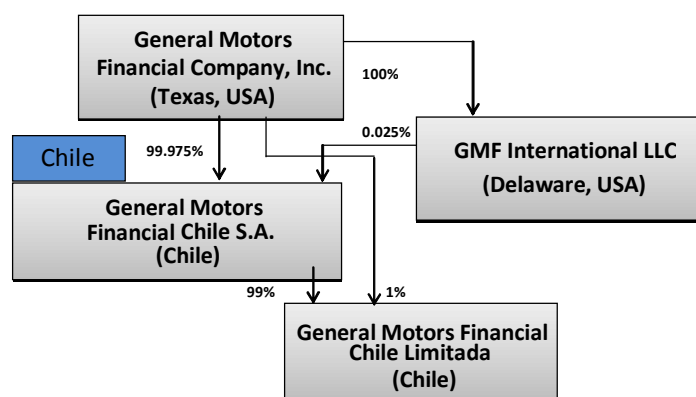 General Motors
Financial Company, Inc.
(Texas, USA)
100%
0.025%
GMF International LLC
(Delaware, USA)
Chile
99.975%
General Motors
Financial Chile S.A.
(Chile)
99%
1%
General Motors Financial
Chile Limitada
(Chile)